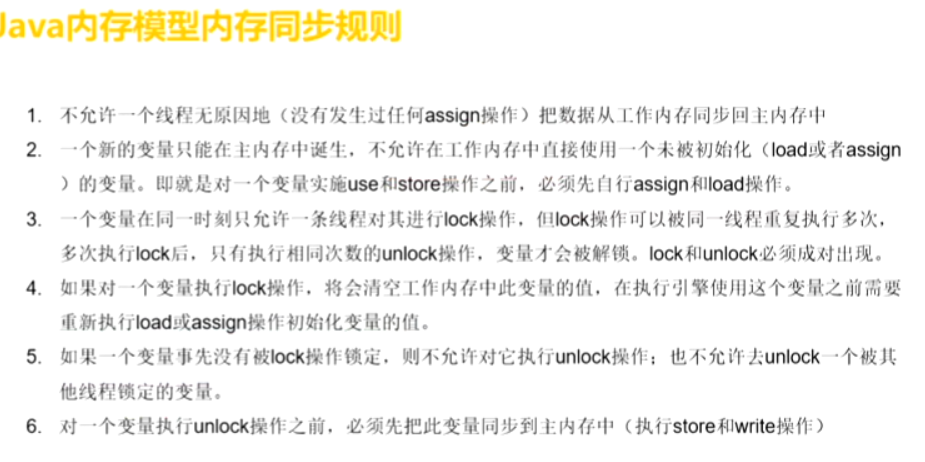 Java内存模型内存同步规则
1. 不允许一个线程无原因地（没有发生过任何assign操作）把数据从工作内存同步回主内存中
2. 一个新的变量只能在主内存中诞生，不允许在工作内存中直接使用一个未被初始化（load或者assign
）的变量。即就是对一个变量实施use和store操作之前，必须先自行assign和load操作。
3. 一个变量在同一时刻只允许一条线程对其进行lock操作，但lock操作可以被同一线程重复执行多次，
多次执行lock后，只有执行相同次数的unlock操作，变量才会被解锁。lock和unlock必须成对出现。
4. 如果对一个变量执行lock操作，将会清空工作内存中此变量的值，在执行引擎使用这个变量之前需要
重新执行load或assign操作初始化变量的值。
5. 如果一个变量事先没有被lock操作锁定，则不允许对它执行unlock操作；也不允许去unlock一个被其
他线程锁定的变量。
6. 对一个变量执行unlock操作之前，必须先把此变量同步到主内存中（执行store和write操作）